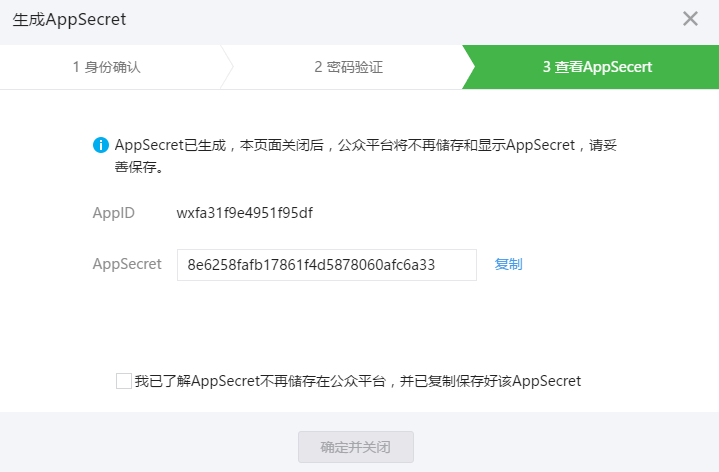 生成AppSecret
1 身份确认
2 密码验证
3 查看AppSecert
AppSecret已生成，本页面关闭后，公众平台将不再储存和显示AppSecret，请妥
善保存。
AppID wxfa31f9e4951f95df
AppSecret 8e6258fafb17861f4d5878060afc6a33 复制
我已了解AppSecret不再储存在公众平台，并已复制保存好该AppSecret
确定并关闭